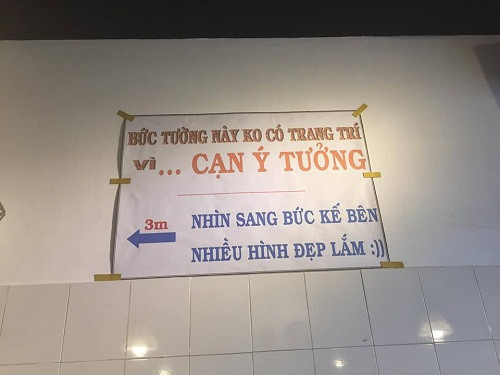 BỨC TƯỜNG NÀY KO CÓ TRANG TRÍ
VÌ... CẠN Ý TƯỞNG
3m
NHÌN SANG BỨC KẾ BÊN
NHIỀU HÌNH ĐẸP LẮM :))